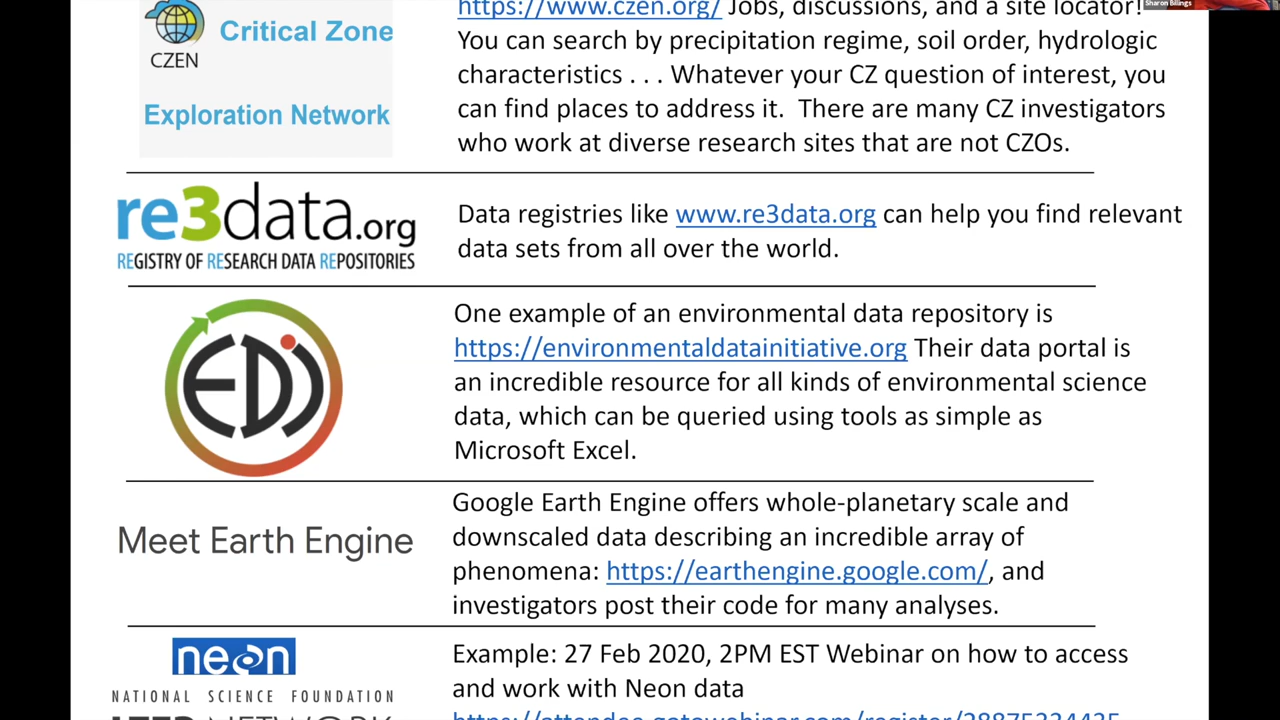 https://www.czen.org/ Jobs, discussions, and a site locator!
Sharon Billings
Critical Zone
CZEN
Exploration Network
You can search by precipitation regime, soil order, hydrologic
characteristics . . . Whatever your CZ question of interest, you
can find places to address it.  There are many CZ investigators
who work at diverse research sites that are not CZOs.
re3data.org
REGISTRY OF RESEARCH DATA REPOSITORIES
Data registries like www.re3data.org can help you find relevant
data sets from all over the world.
EDi
One example of an environmental data repository is
https://environmentaldatainitiative.org Their data portal is
an incredible resource for all kinds of environmental science
data, which can be queried using tools as simple as
Microsoft Excel.
Meet Earth Engine
Google Earth Engine offers whole-planetary scale and
downscaled data describing an incredible array of
phenomena: https://earthengine.google.com/, and
investigators post their code for many analyses.
neon
NATIONAL SCIENCE FOUNDATION
LTER NETWORK
Example: 27 Feb 2020, 2PM EST Webinar on how to access
and work with Neon data